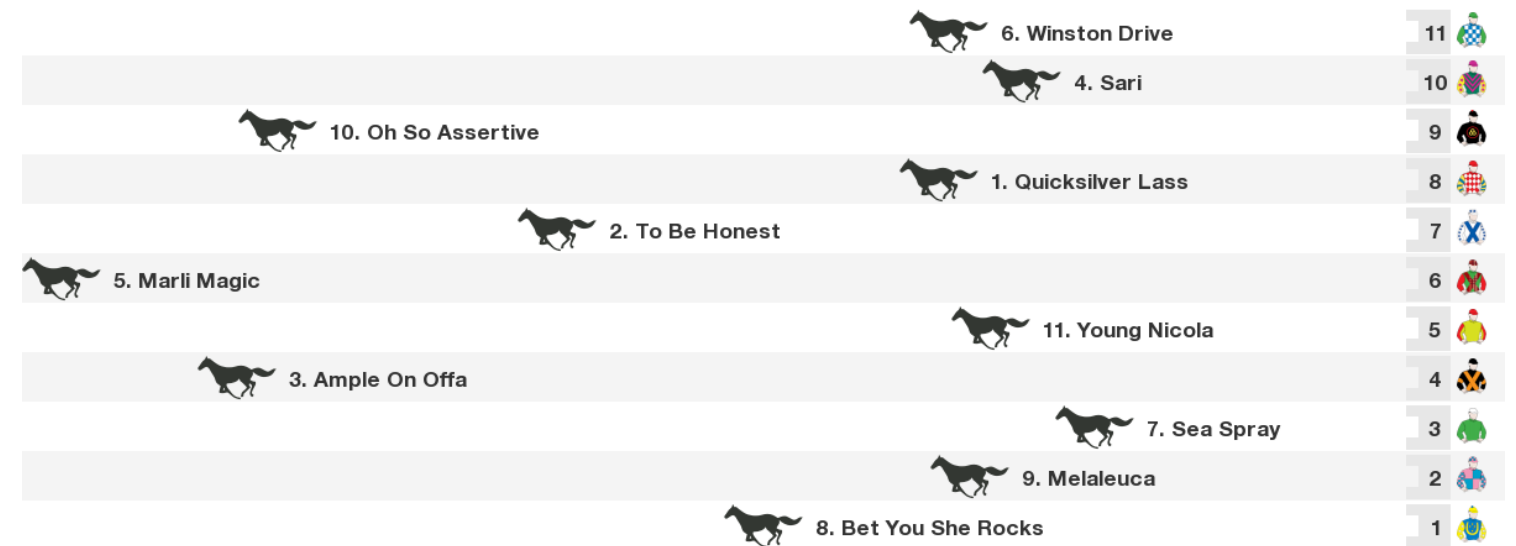 6. Winston Drive 11
4. Sari 10
10. Oh So Assertive 9
1. Quicksilver Lass 8
2. To Be Honest 7
5. Marli Magic 6
11. Young Nicola 5
3. Ample On Offa 4
7. Sea Spray 3
9. Melaleuca 2
8. Bet You She Rocks 1